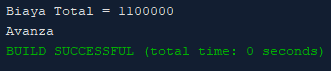 Biaya Total = 1100000
Avanza
BUILD SUCCESSFUL (total time: 0 seconds)